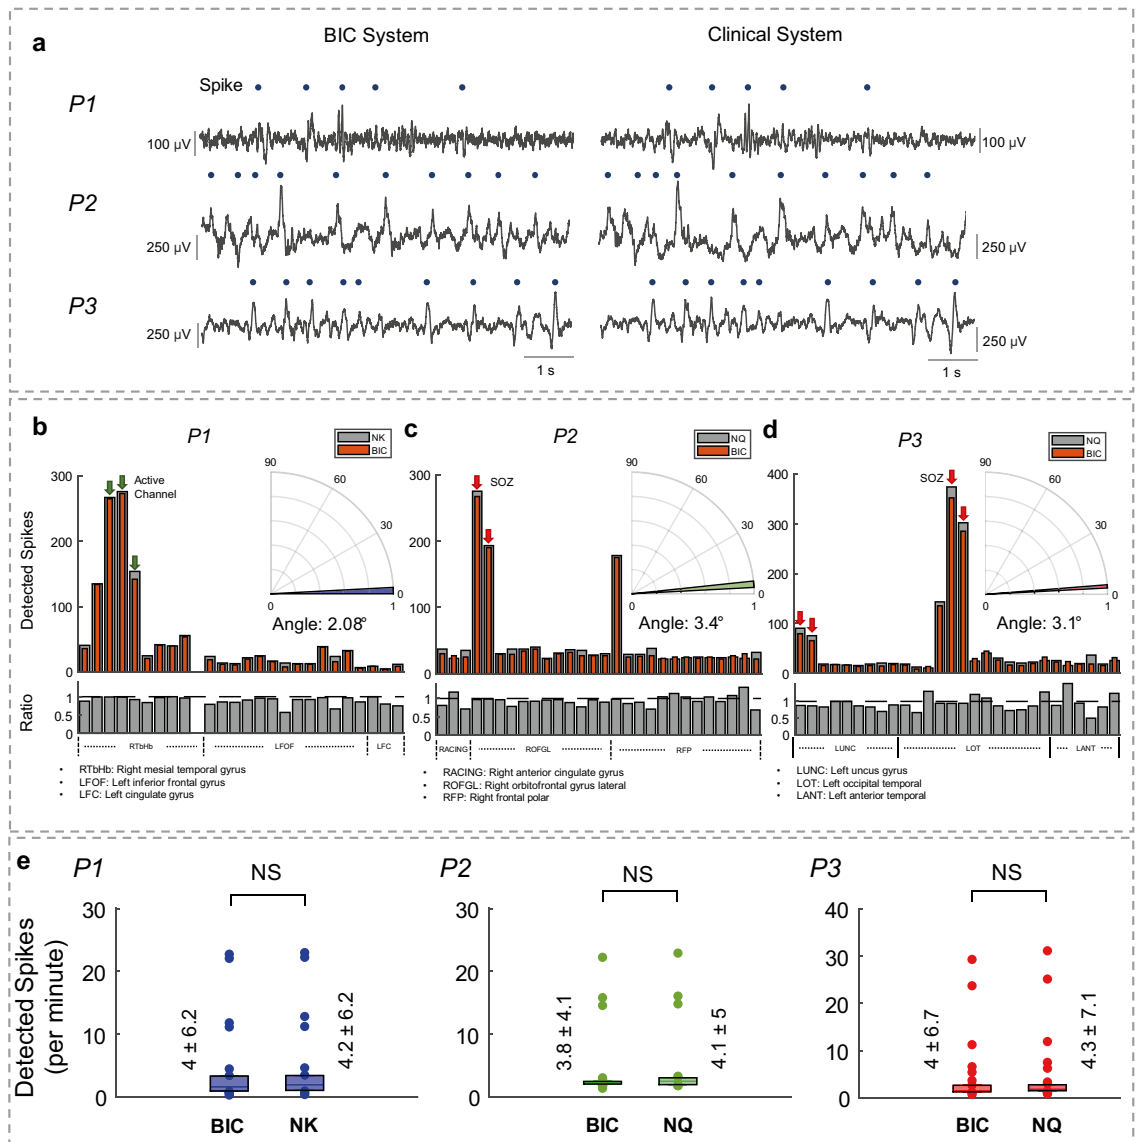 a
BIC System
Clinical System
Spike
P1
100 µV
100 µV
P2
250 µV
250 µV
P3
250 µV
250 µV
1 s
1 s
b
P1
NK
BIC
Active
Channel
Detected Spikes
300
200
100
0
90
60
30
0
0
1
Angle: 2.08°
Ratio
1
0.5
0
RTbHb
LFOF
LFC
• RTbHb: Right mesial temporal gyrus
• LFOF: Left inferior frontal gyrus
• LFC: Left cingulate gyrus
c
P2
NQ
BIC
SOZ
300
200
100
0
90
60
30
0
0
1
Angle: 3.4°
1
0.5
0
RACING
ROFGL
RFP
• RACING: Right anterior cingulate gyrus
• ROFGL: Right orbitofrontal gyrus lateral
• RFP: Right frontal polar
d
P3
NQ
BIC
SOZ
400
300
200
100
0
90
60
30
0
0
1
Angle: 3.1°
1
0.5
0
LUNC
LOT
LANT
• LUNC: Left uncus gyrus
• LOT: Left occipital temporal
• LANT: Left anterior temporal
e
P1
NS
Detected Spikes
(per minute)
30
20
10
0
4 ± 6.2
4.2 ± 6.2
BIC
NK
P2
NS
30
20
10
0
3.8 ± 4.1
4.1 ± 5
BIC
NQ
P3
NS
40
30
20
10
0
4 ± 6.7
4.3 ± 7.1
BIC
NQ